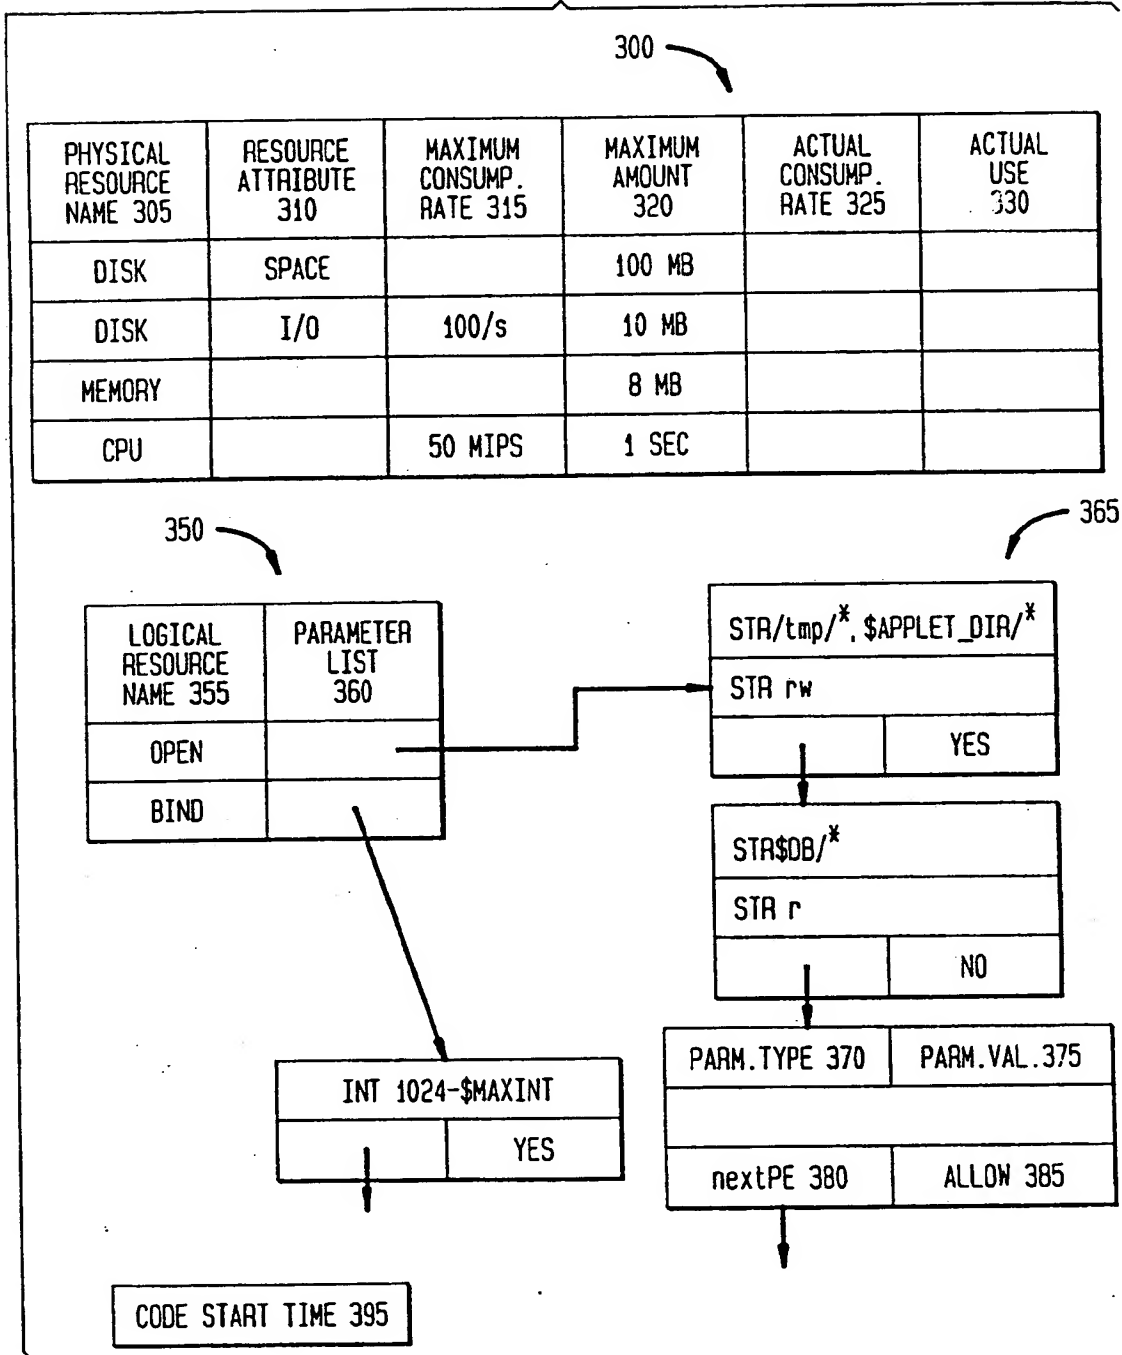 300
PHYSICAL RESOURCE NAME 305 RESOURCE ATTRIBUTE 310 MAXIMUM CONSUMP. RATE 315 MAXIMUM AMOUNT 320 ACTUAL CONSUMP. RATE 325 ACTUAL USE 330
DISK SPACE 100 MB
DISK I/O 100/s 10 MB
MEMORY 8 MB
CPU 50 MIPS 1 SEC
350
365
LOGICAL RESOURCE NAME 355 PARAMETER LIST 360
OPEN
BIND
STR/tmp/*, $APPLET_DIR/*
STR rw
YES
STR$DB/*
STR r
NO
PARM.TYPE 370 PARM.VAL.375
nextPE 380 ALLOW 385
INT 1024-$MAXINT
YES
CODE START TIME 395